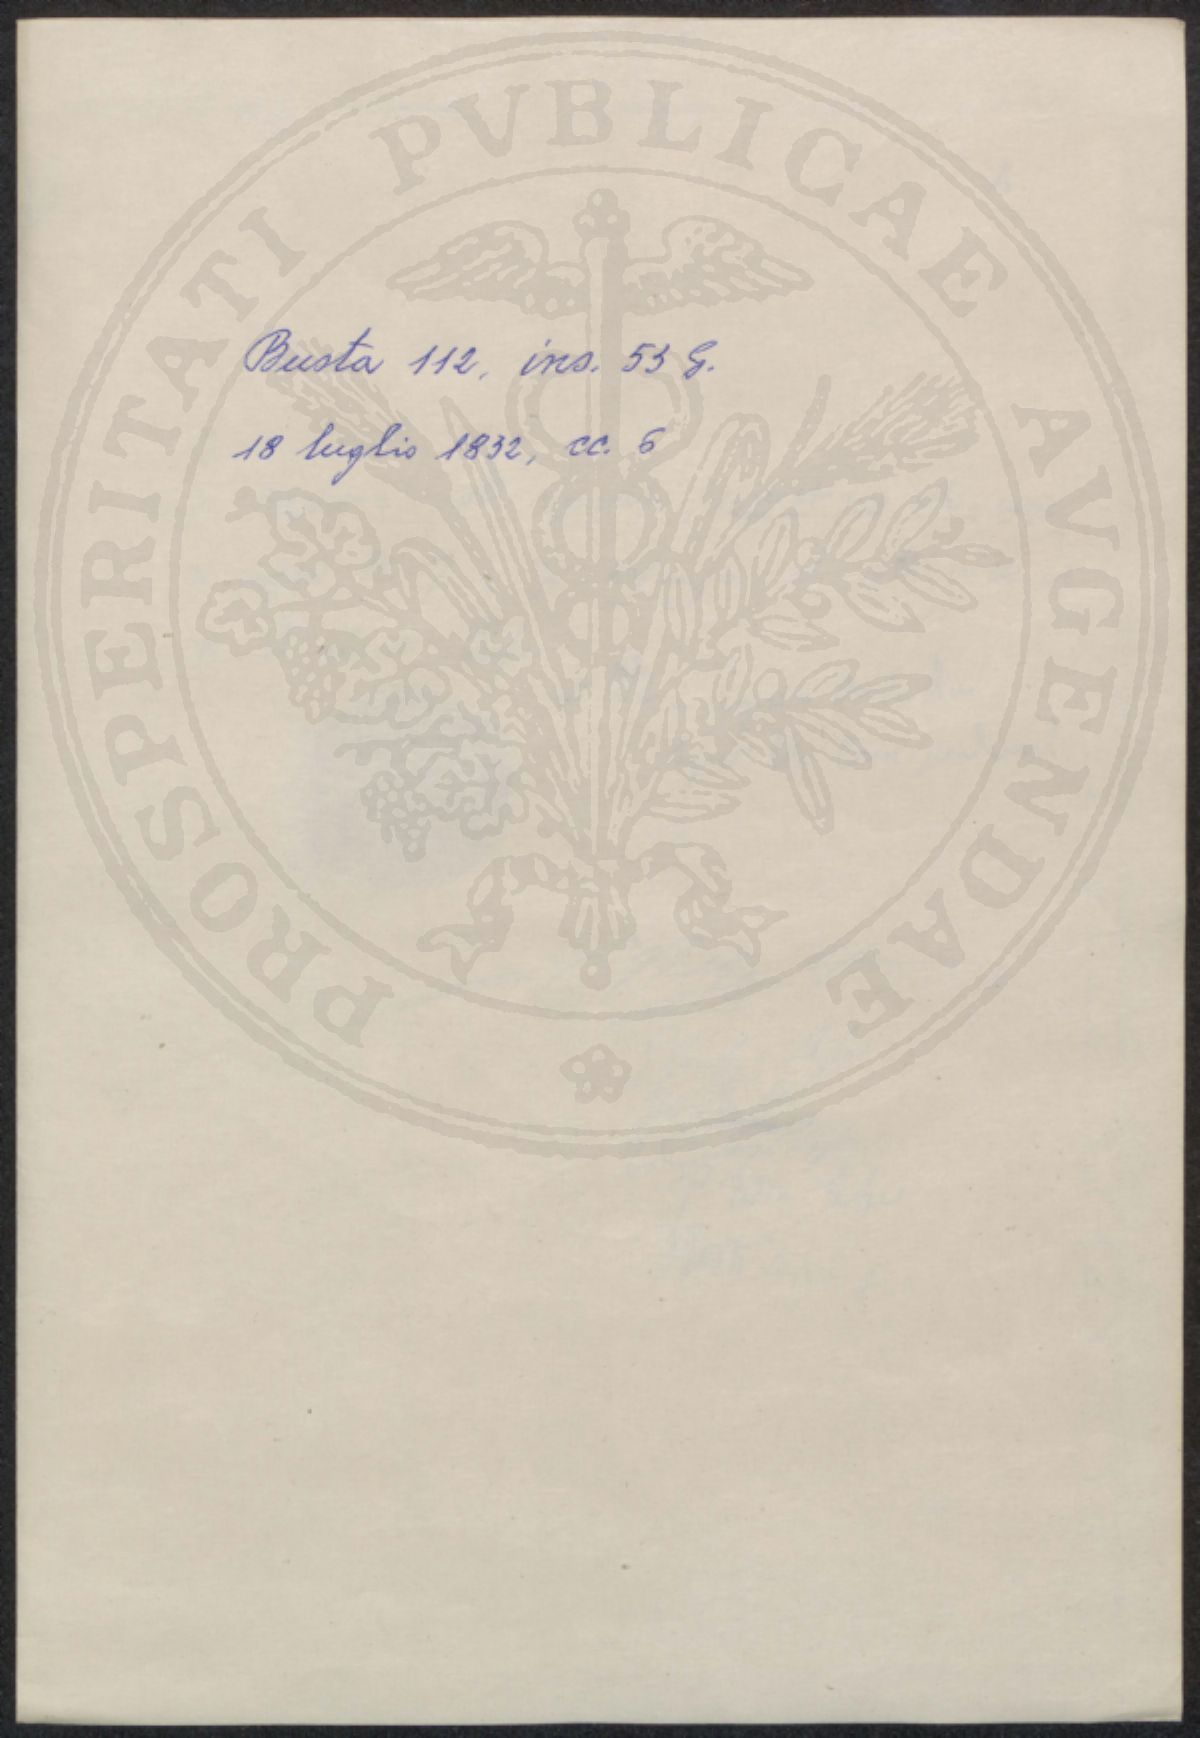 PROSPERITATI PVBLICAE AVGENDAE
Busta 112, ins. 53 G.
18 luglio 1832, cc. 6